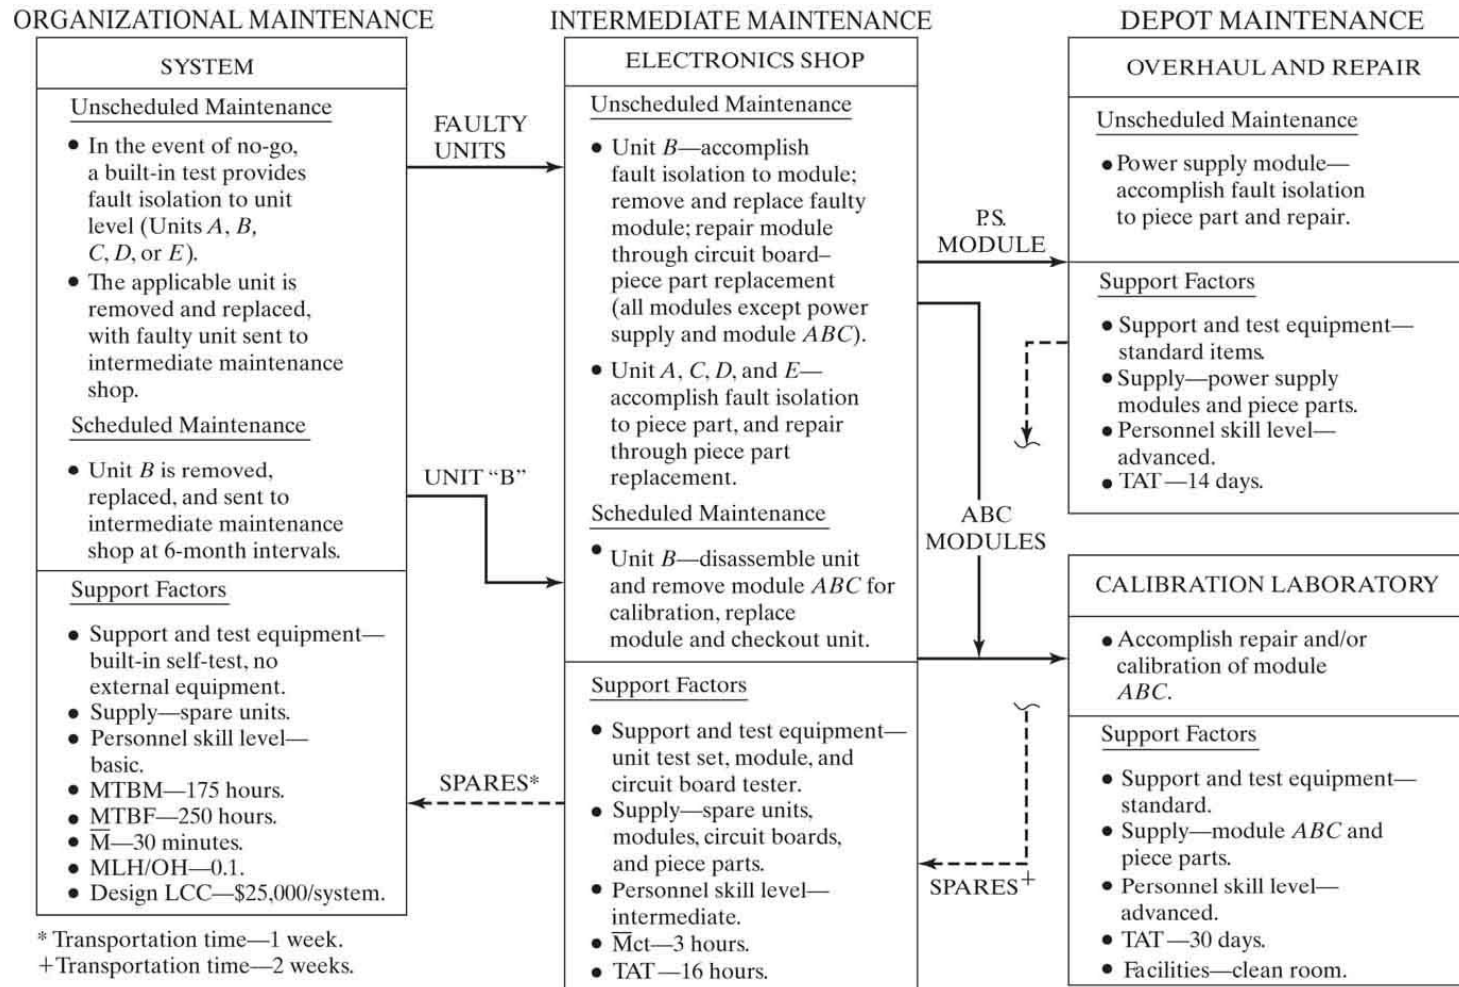 ORGANIZATIONAL MAINTENANCE
SYSTEM
Unscheduled Maintenance
● In the event of no-go,
a built-in test provides
fault isolation to unit
level (Units A, B,
C, D, or E).
● The applicable unit is
removed and replaced,
with faulty unit sent to
intermediate maintenance
shop.
Scheduled Maintenance
● Unit B is removed,
replaced, and sent to
intermediate maintenance
shop at 6-month intervals.
Support Factors
● Support and test equipment—
built-in self-test, no
external equipment.
● Supply—spare units.
● Personnel skill level—
basic.
● MTBM—175 hours.
● MTBF—250 hours.
● M̅—30 minutes.
● MLH/OH—0.1.
● Design LCC—$25,000/system.
* Transportation time—1 week.
+Transportation time—2 weeks.
FAULTY
UNITS
UNIT “B”
SPARES*
INTERMEDIATE MAINTENANCE
ELECTRONICS SHOP
Unscheduled Maintenance
● Unit B—accomplish
fault isolation to module;
remove and replace faulty
module; repair module
through circuit board–
piece part replacement
(all modules except power
supply and module ABC).
● Unit A, C, D, and E—
accomplish fault isolation
to piece part, and repair
through piece part
replacement.
Scheduled Maintenance
● Unit B—disassemble unit
and remove module ABC for
calibration, replace
module and checkout unit.
Support Factors
● Support and test equipment—
unit test set, module, and
circuit board tester.
● Supply—spare units,
modules, circuit boards,
and piece parts.
● Personnel skill level—
intermediate.
● M̅ct—3 hours.
● TAT—16 hours.
P.S.
MODULE
ABC
MODULES
SPARES+
DEPOT MAINTENANCE
OVERHAUL AND REPAIR
Unscheduled Maintenance
● Power supply module—
accomplish fault isolation
to piece part and repair.
Support Factors
● Support and test equipment—
standard items.
● Supply—power supply
modules and piece parts.
● Personnel skill level—
advanced.
● TAT—14 days.
CALIBRATION LABORATORY
● Accomplish repair and/or
calibration of module
ABC.
Support Factors
● Support and test equipment—
standard.
● Supply—module ABC and
piece parts.
● Personnel skill level—
advanced.
● TAT—30 days.
● Facilities—clean room.